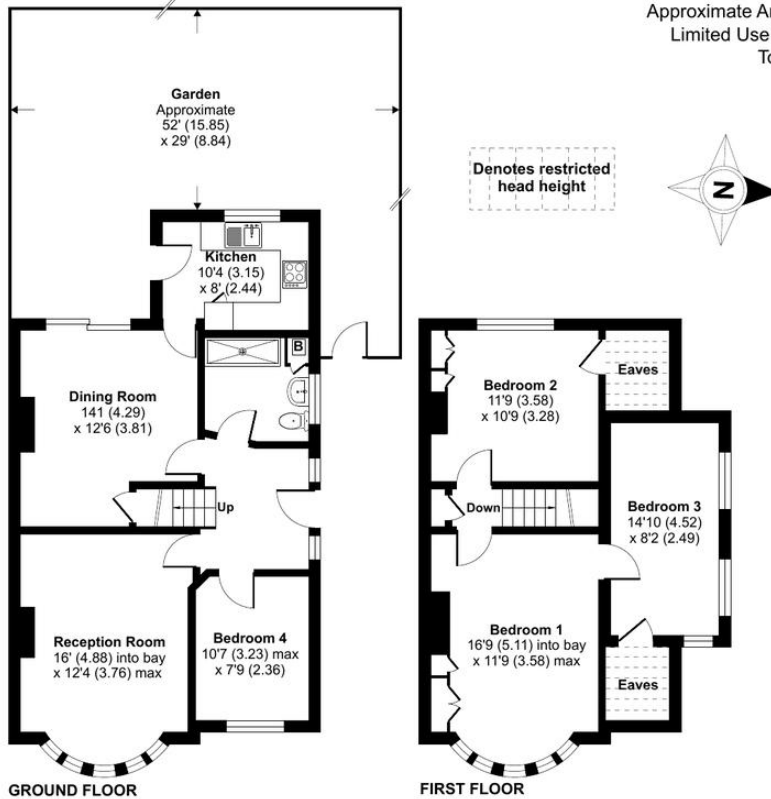 Approximate Ar
Limited Use
To
Garden
Approximate
52' (15.85)
x 29' (8.84)
Denotes restricted
head height
N
Kitchen
10'4 (3.15)
x 8' (2.44)
B
Dining Room
141 (4.29)
x 12'6 (3.81)
Up
Reception Room
16' (4.88) into bay
x 12'4 (3.76) max
Bedroom 4
10'7 (3.23) max
x 7'9 (2.36)
GROUND FLOOR
Bedroom 2
11'9 (3.58)
x 10'9 (3.28)
Eaves
Down
Bedroom 3
14'10 (4.52)
x 8'2 (2.49)
Bedroom 1
16'9 (5.11) into bay
x 11'9 (3.58) max
Eaves
FIRST FLOOR